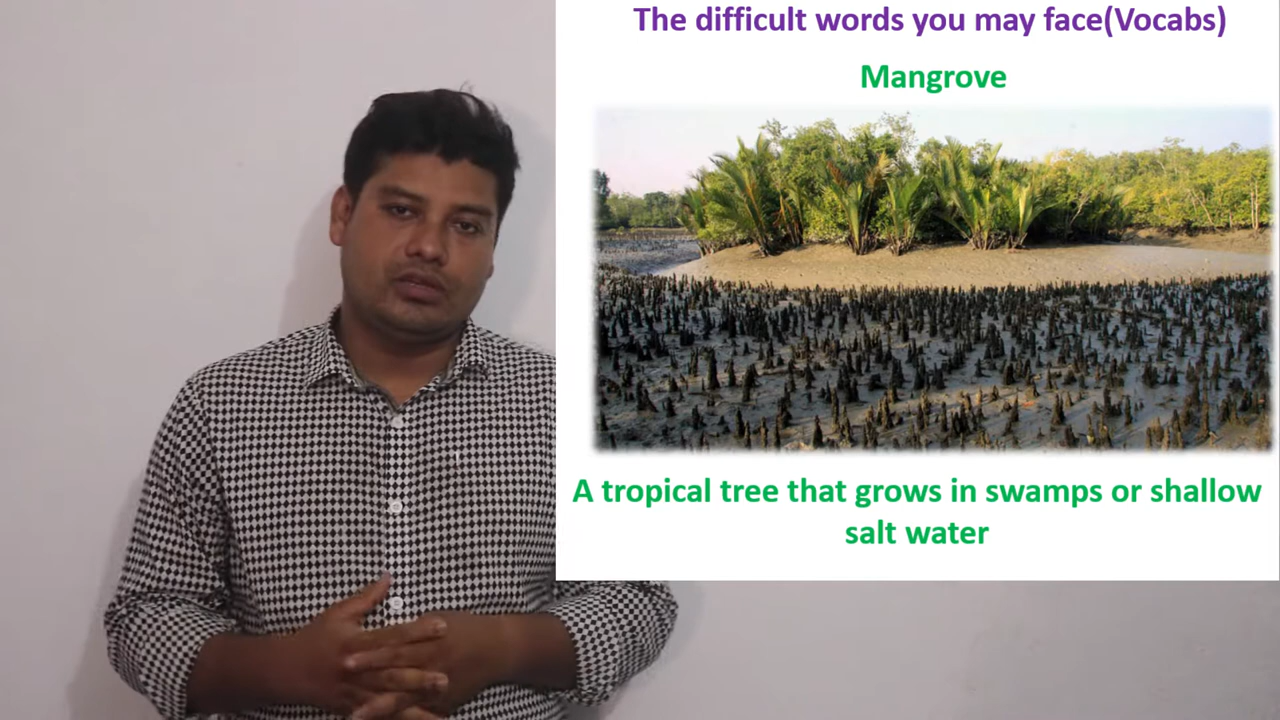 The difficult words you may face(Vocabs)
Mangrove
A tropical tree that grows in swamps or shallow
salt water